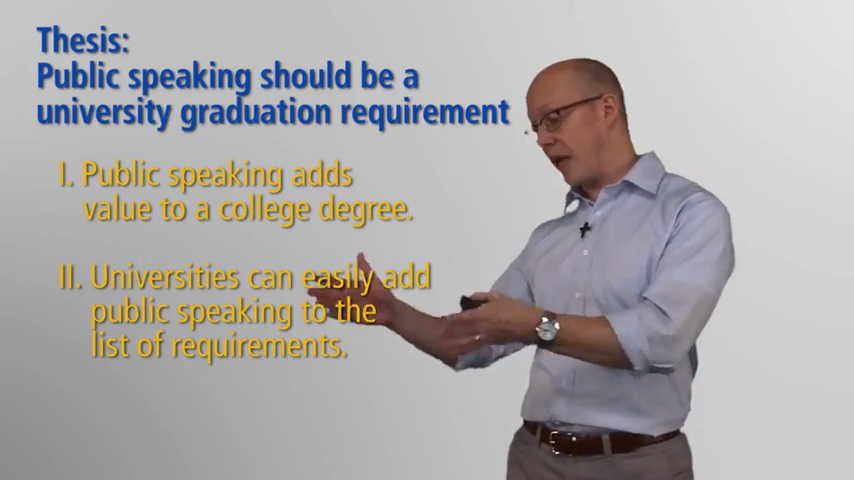 Thesis:
Public speaking should be a
university graduation requirement
I. Public speaking adds
value to a college degree.
II. Universities can easily add
public speaking to the
list of requirements.